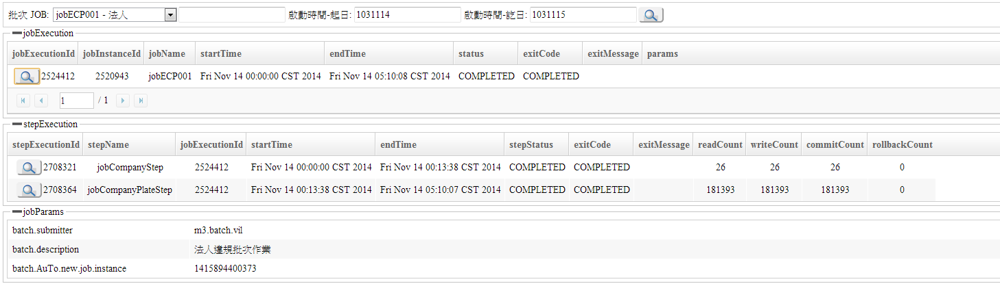 批次 JOB: jobECP001 - 法人 啟動時間-起日: 1031114 啟動時間-訖日: 1031115
jobExecution
jobExecutionId jobInstanceId jobName startTime endTime status exitCode exitMessage params
2524412 2520943 jobECP001 Fri Nov 14 00:00:00 CST 2014 Fri Nov 14 05:10:08 CST 2014 COMPLETED COMPLETED
1 / 1
stepExecution
stepExecutionId stepName jobExecutionId startTime endTime stepStatus exitCode exitMessage readCount writeCount commitCount rollbackCount
2708321 jobCompanyStep 2524412 Fri Nov 14 00:00:00 CST 2014 Fri Nov 14 00:13:38 CST 2014 COMPLETED COMPLETED 26 26 26 0
2708364 jobCompanyPlateStep 2524412 Fri Nov 14 00:13:38 CST 2014 Fri Nov 14 05:10:07 CST 2014 COMPLETED COMPLETED 181393 181393 181393 0
jobParams
batch.submitter m3.batch.vil
batch.description 法人違規批次作業
batch.AuTo.new.job.instance 1415894400373